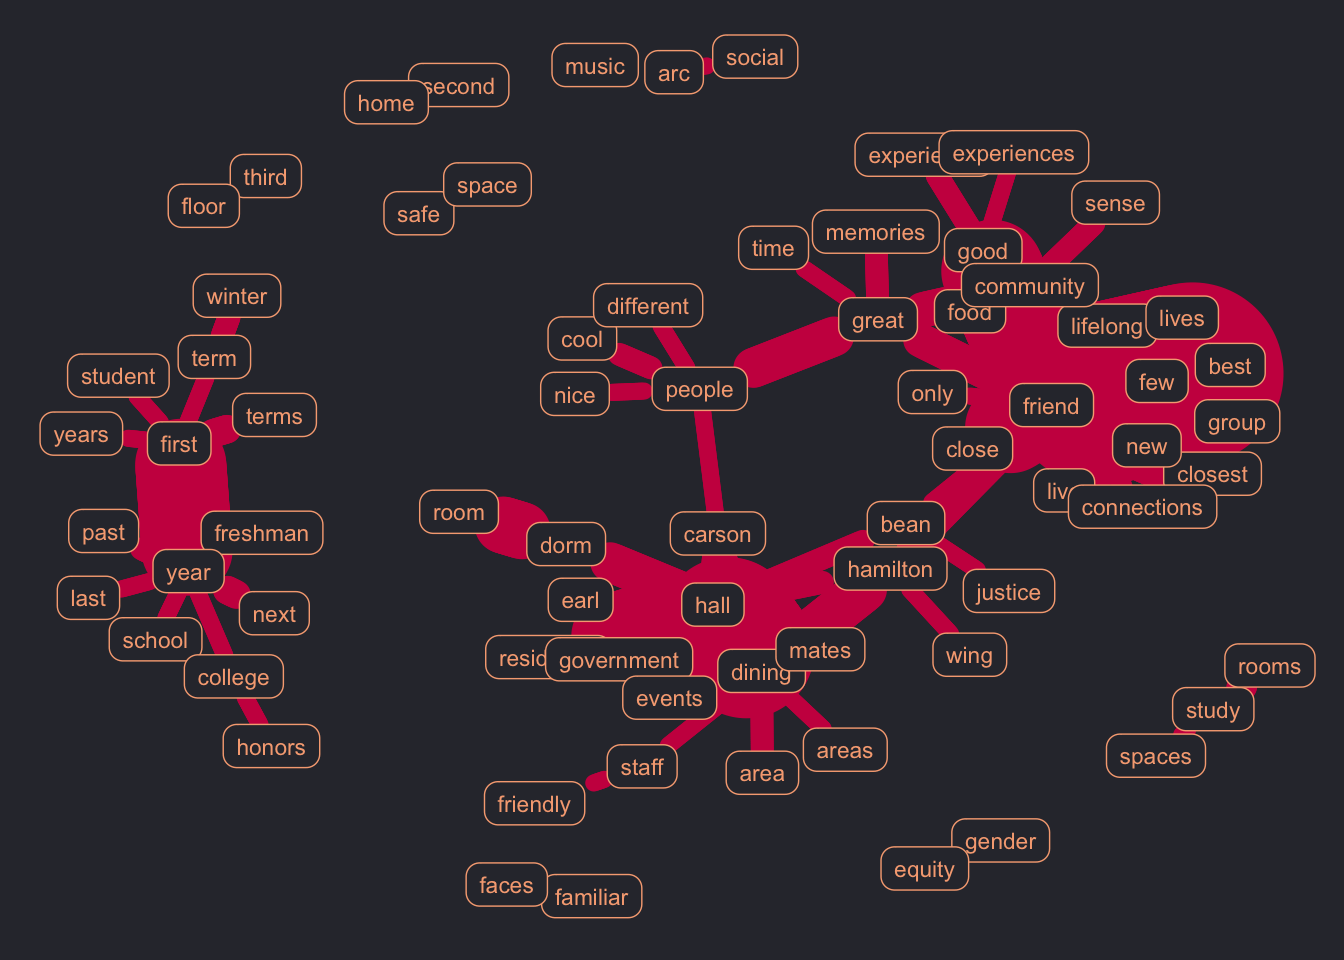 social
music
arc
second
home
experiences
third
space
sense
floor
safe
memories
time
good
community
winter
different
food
lives
great
lifelong
cool
term
best
student
few
people
only
nice
friend
terms
group
years
first
new
close
closest
connections
room
bean
past
freshman
carson
dorm
hamilton
year
justice
last
earl
hall
next
school
mates
wing
government
rooms
dining
college
events
study
honors
areas
spaces
staff
area
friendly
gender
equity
faces
familiar